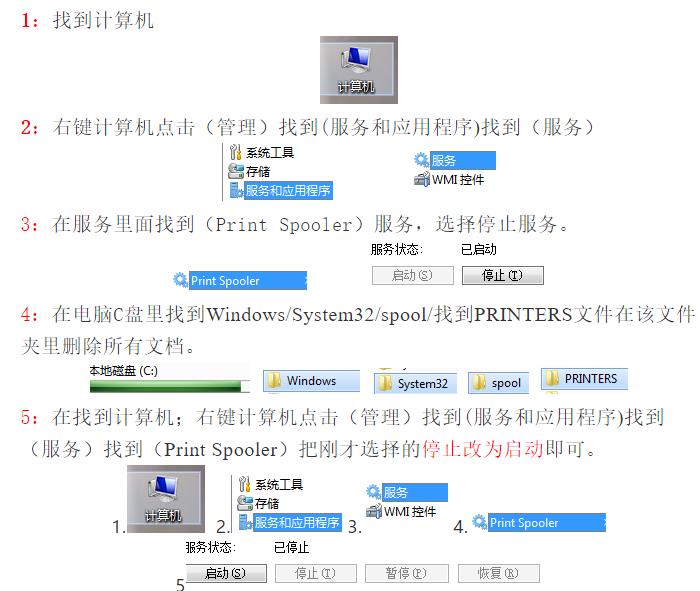 1：找到计算机
计算机
2：右键计算机点击（管理）找到(服务和应用程序)找到（服务）
系统工具
存储
服务和应用程序
服务
WMI 控件
3：在服务里面找到（Print Spooler）服务，选择停止服务。
服务状态: 已启动
Print Spooler
启动(S) 停止(T)
4：在电脑C盘里找到Windows/System32/spool/找到PRINTERS文件在该文件
夹里删除所有文档。
本地磁盘 (C:)
Windows
System32
spool
PRINTERS
5：在找到计算机；右键计算机点击（管理）找到(服务和应用程序)找到
（服务）找到（Print Spooler）把刚才选择的停止改为启动即可。
1. 计算机
2. 系统工具
存储
服务和应用程序
3. 服务
WMI 控件
4. Print Spooler
服务状态: 已停止
5 启动(S) 停止(T) 暂停(P) 恢复(R)